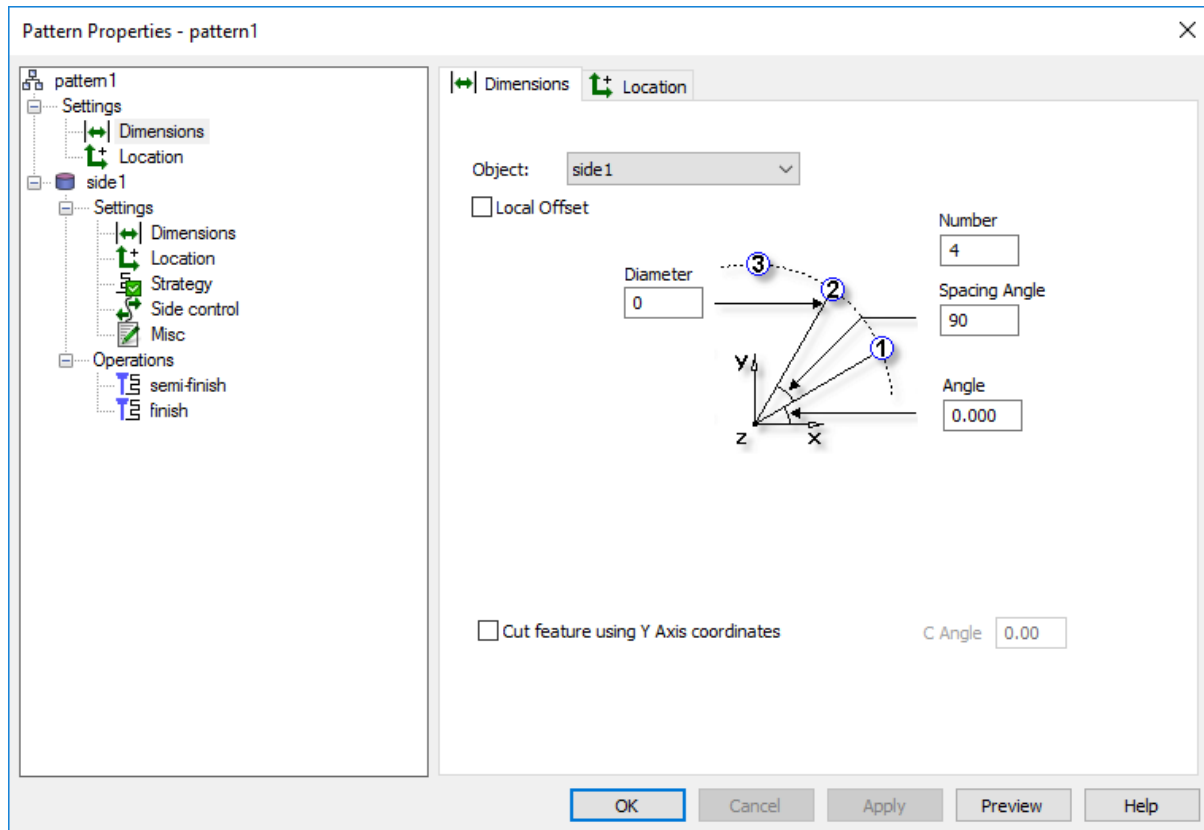 Pattern Properties - pattern1
pattern1
Settings
Dimensions
Location
side1
Settings
Dimensions
Location
Strategy
Side control
Misc
Operations
semi-finish
finish
Dimensions
Location
Object: side1
Local Offset
Number
4
Diameter
0
Spacing Angle
90
Angle
0.000
3
2
1
y
z
x
Cut feature using Y Axis coordinates
C Angle 0.00
OK Cancel Apply Preview Help